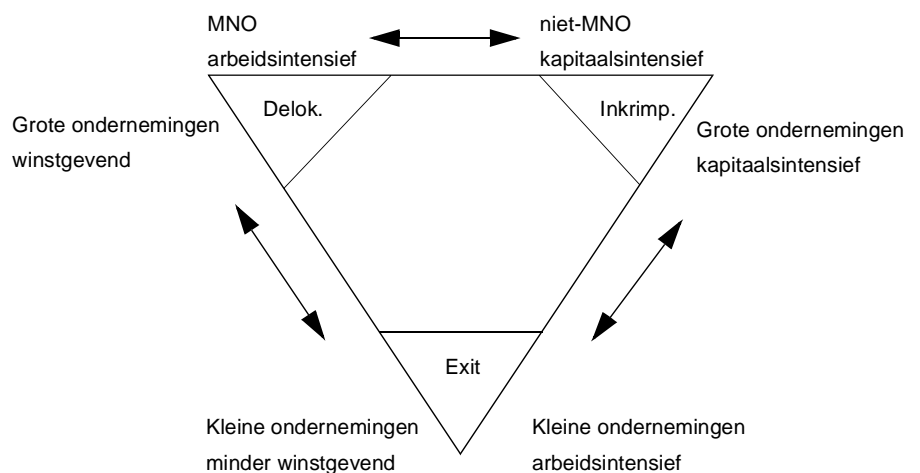 MNO
arbeidsintensief
niet-MNO
kapitaalsintensief
Delok.
Inkrimp.
Grote ondernemingen
winstgevend
Grote ondernemingen
kapitaalsintensief
Exit
Kleine ondernemingen
minder winstgevend
Kleine ondernemingen
arbeidsintensief